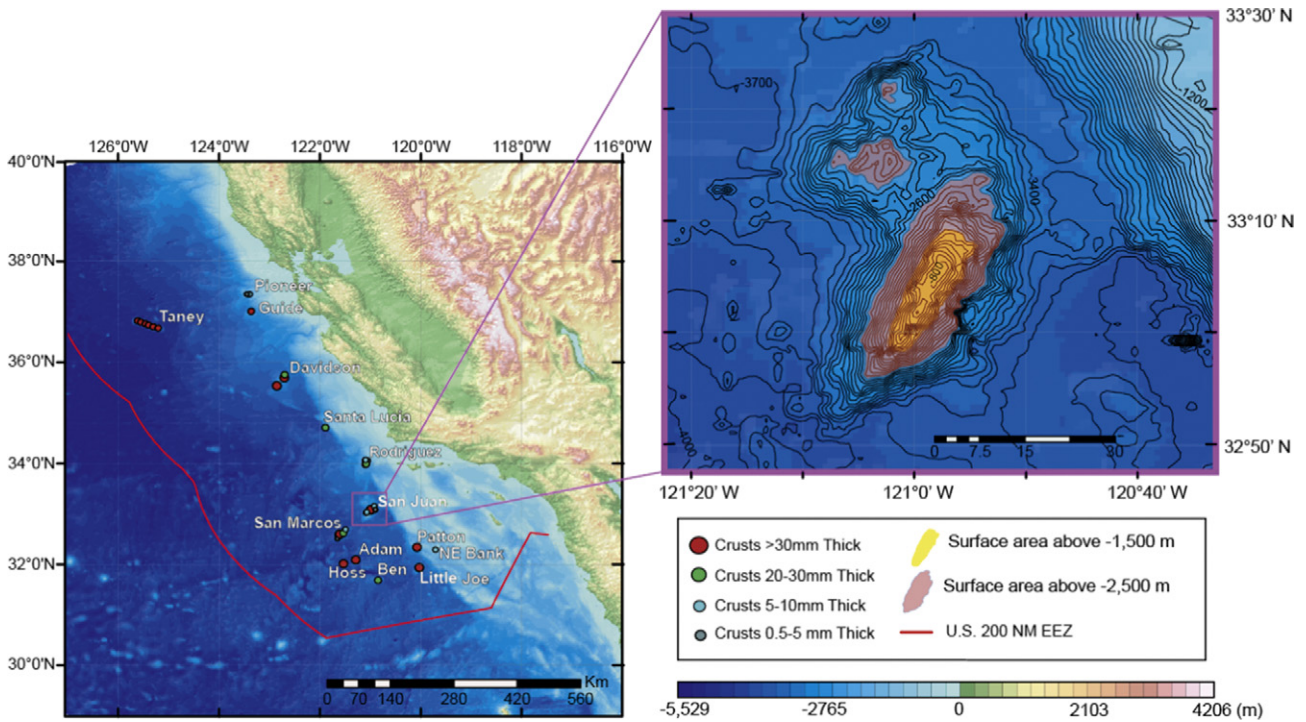 126°0'W 124°0'W 122°0'W 120°0'W 118°0'W 116°0'W
40°0'N
38°0'N
36°0'N
34°0'N
32°0'N
30°0'N
Pioneer
Guide
Taney
Davidson
Santa Lucia
Rodriguez
San Juan
San Marcos
Patton
NE Bank
Adam
Hoss
Ben
Little Joe
Km
0 70 140 280 420 560
33°30' N
33°10' N
32°50' N
-3700
-1200
-2600
-3400
-800
-4000
0 7.5 15 30
121°20' W 121°0' W 120°40' W
Crusts >30mm Thick
Crusts 20-30mm Thick
Crusts 5-10mm Thick
Crusts 0.5-5 mm Thick
Surface area above -1,500 m
Surface area above -2,500 m
U.S. 200 NM EEZ
-5,529 -2765 0 2103 4206 (m)